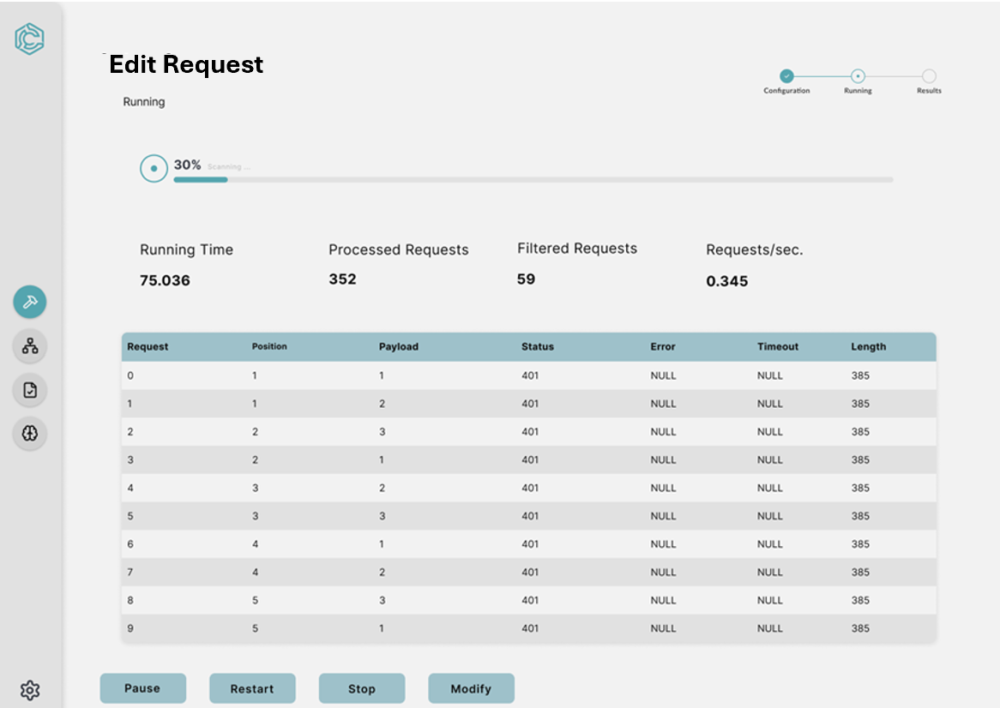 Edit Request
Configuration Running Results
Running
30% Scanning ...
Running Time Processed Requests Filtered Requests Requests/sec.
75.036 352 59 0.345
Request Position Payload Status Error Timeout Length
0 1 1 401 NULL NULL 385
1 1 2 401 NULL NULL 385
2 2 3 401 NULL NULL 385
3 2 1 401 NULL NULL 385
4 3 2 401 NULL NULL 385
5 3 3 401 NULL NULL 385
6 4 1 401 NULL NULL 385
7 4 2 401 NULL NULL 385
8 5 3 401 NULL NULL 385
9 5 1 401 NULL NULL 385
Pause Restart Stop Modify